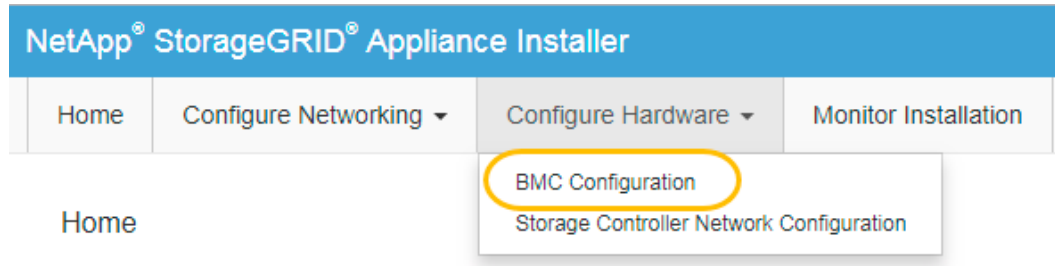 NetApp® StorageGRID® Appliance Installer
Home Configure Networking Configure Hardware Monitor Installation
BMC Configuration
Storage Controller Network Configuration
Home